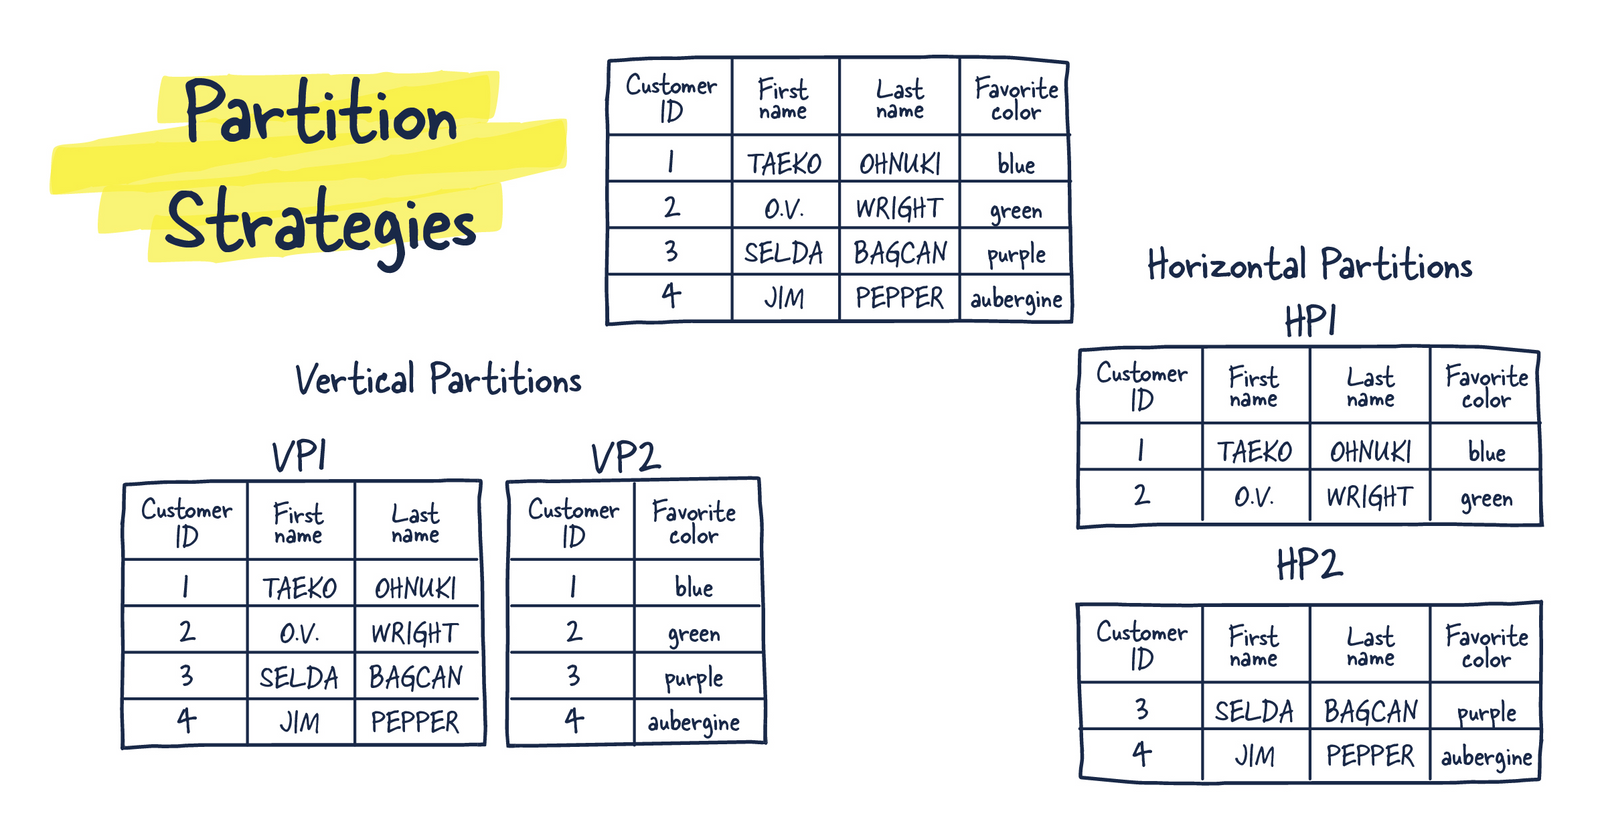 Partition
Strategies
Customer ID First name Last name Favorite color
1 TAEKO OHNUKI blue
2 O.V. WRIGHT green
3 SELDA BAGCAN purple
4 JIM PEPPER aubergine
Vertical Partitions
VP1
Customer ID First name Last name
1 TAEKO OHNUKI
2 O.V. WRIGHT
3 SELDA BAGCAN
4 JIM PEPPER
VP2
Customer ID Favorite color
1 blue
2 green
3 purple
4 aubergine
Horizontal Partitions
HP1
Customer ID First name Last name Favorite color
1 TAEKO OHNUKI blue
2 O.V. WRIGHT green
HP2
Customer ID First name Last name Favorite color
3 SELDA BAGCAN purple
4 JIM PEPPER aubergine